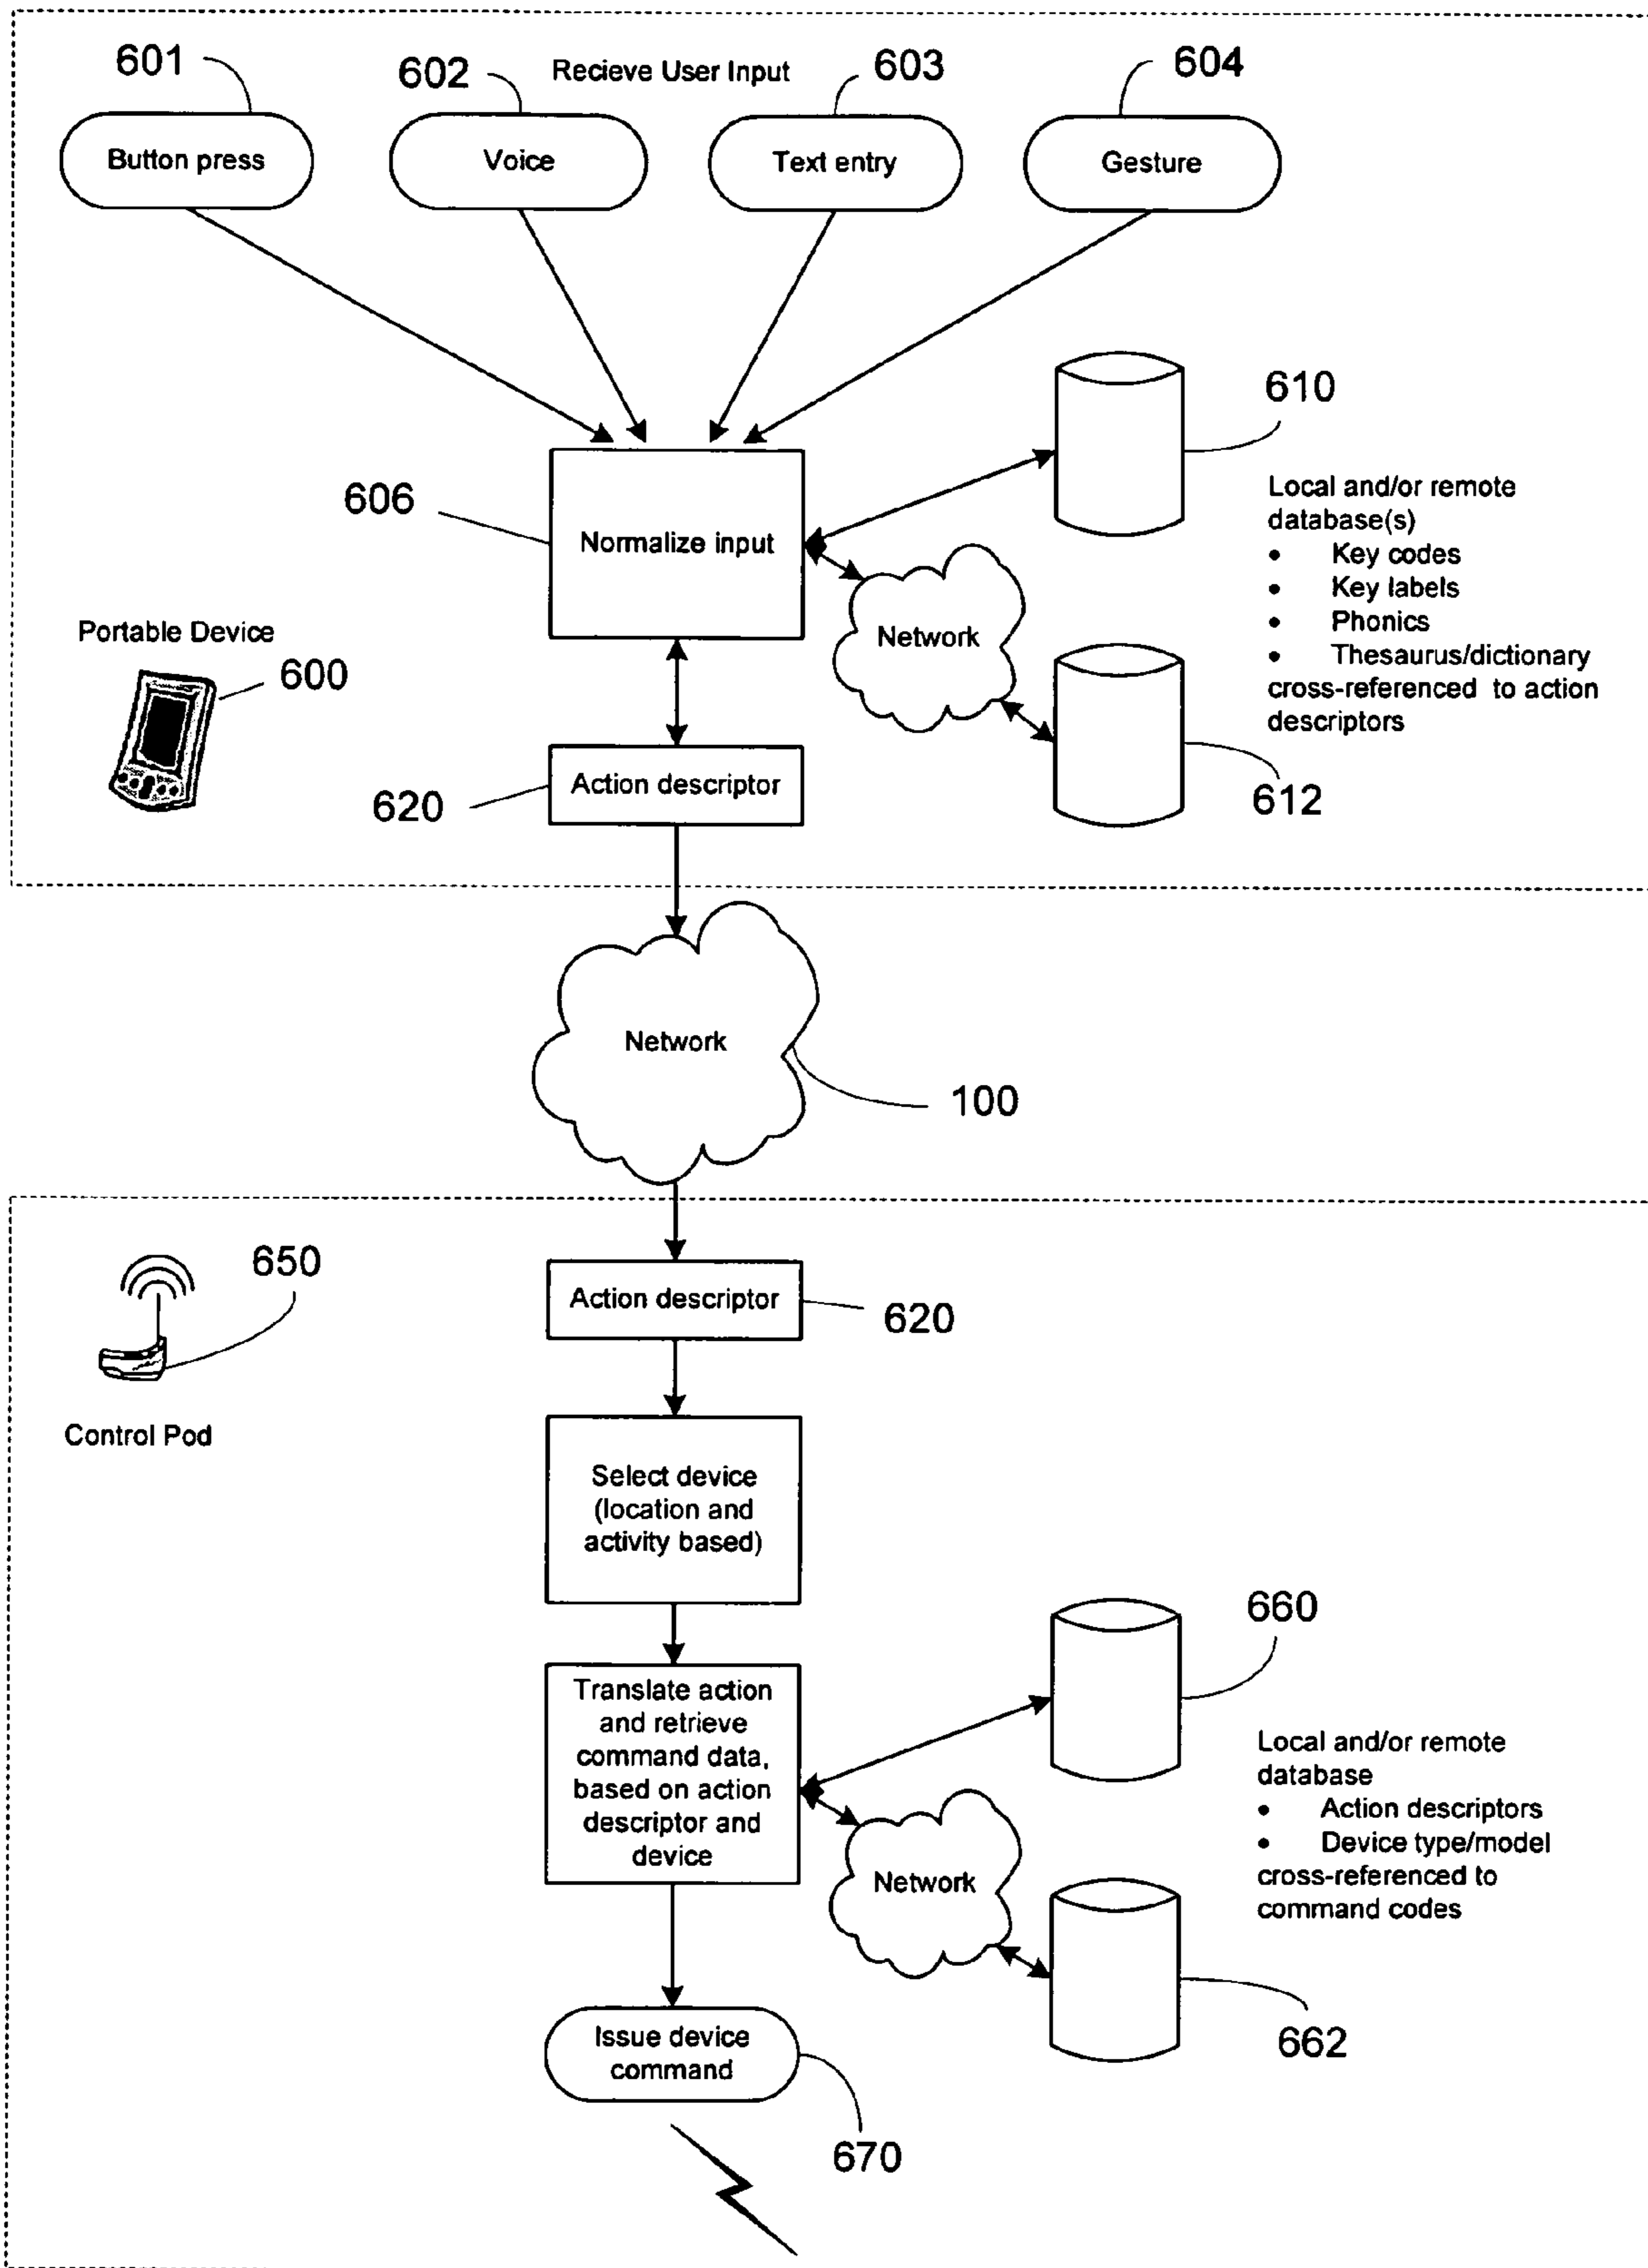 601
602
Recieve User Input
603
604
Button press
Voice
Text entry
Gesture
610
606
Normalize input
Local and/or remote
database(s)
• Key codes
• Key labels
• Phonics
• Thesaurus/dictionary
cross-referenced to action
descriptors
Network
Portable Device
600
Action descriptor
620
612
Network
100
650
Action descriptor
620
Control Pod
Select device
(location and
activity based)
660
Translate action
and retrieve
command data,
based on action
descriptor and
device
Local and/or remote
database
• Action descriptors
• Device type/model
cross-referenced to
command codes
Network
662
Issue device
command
670